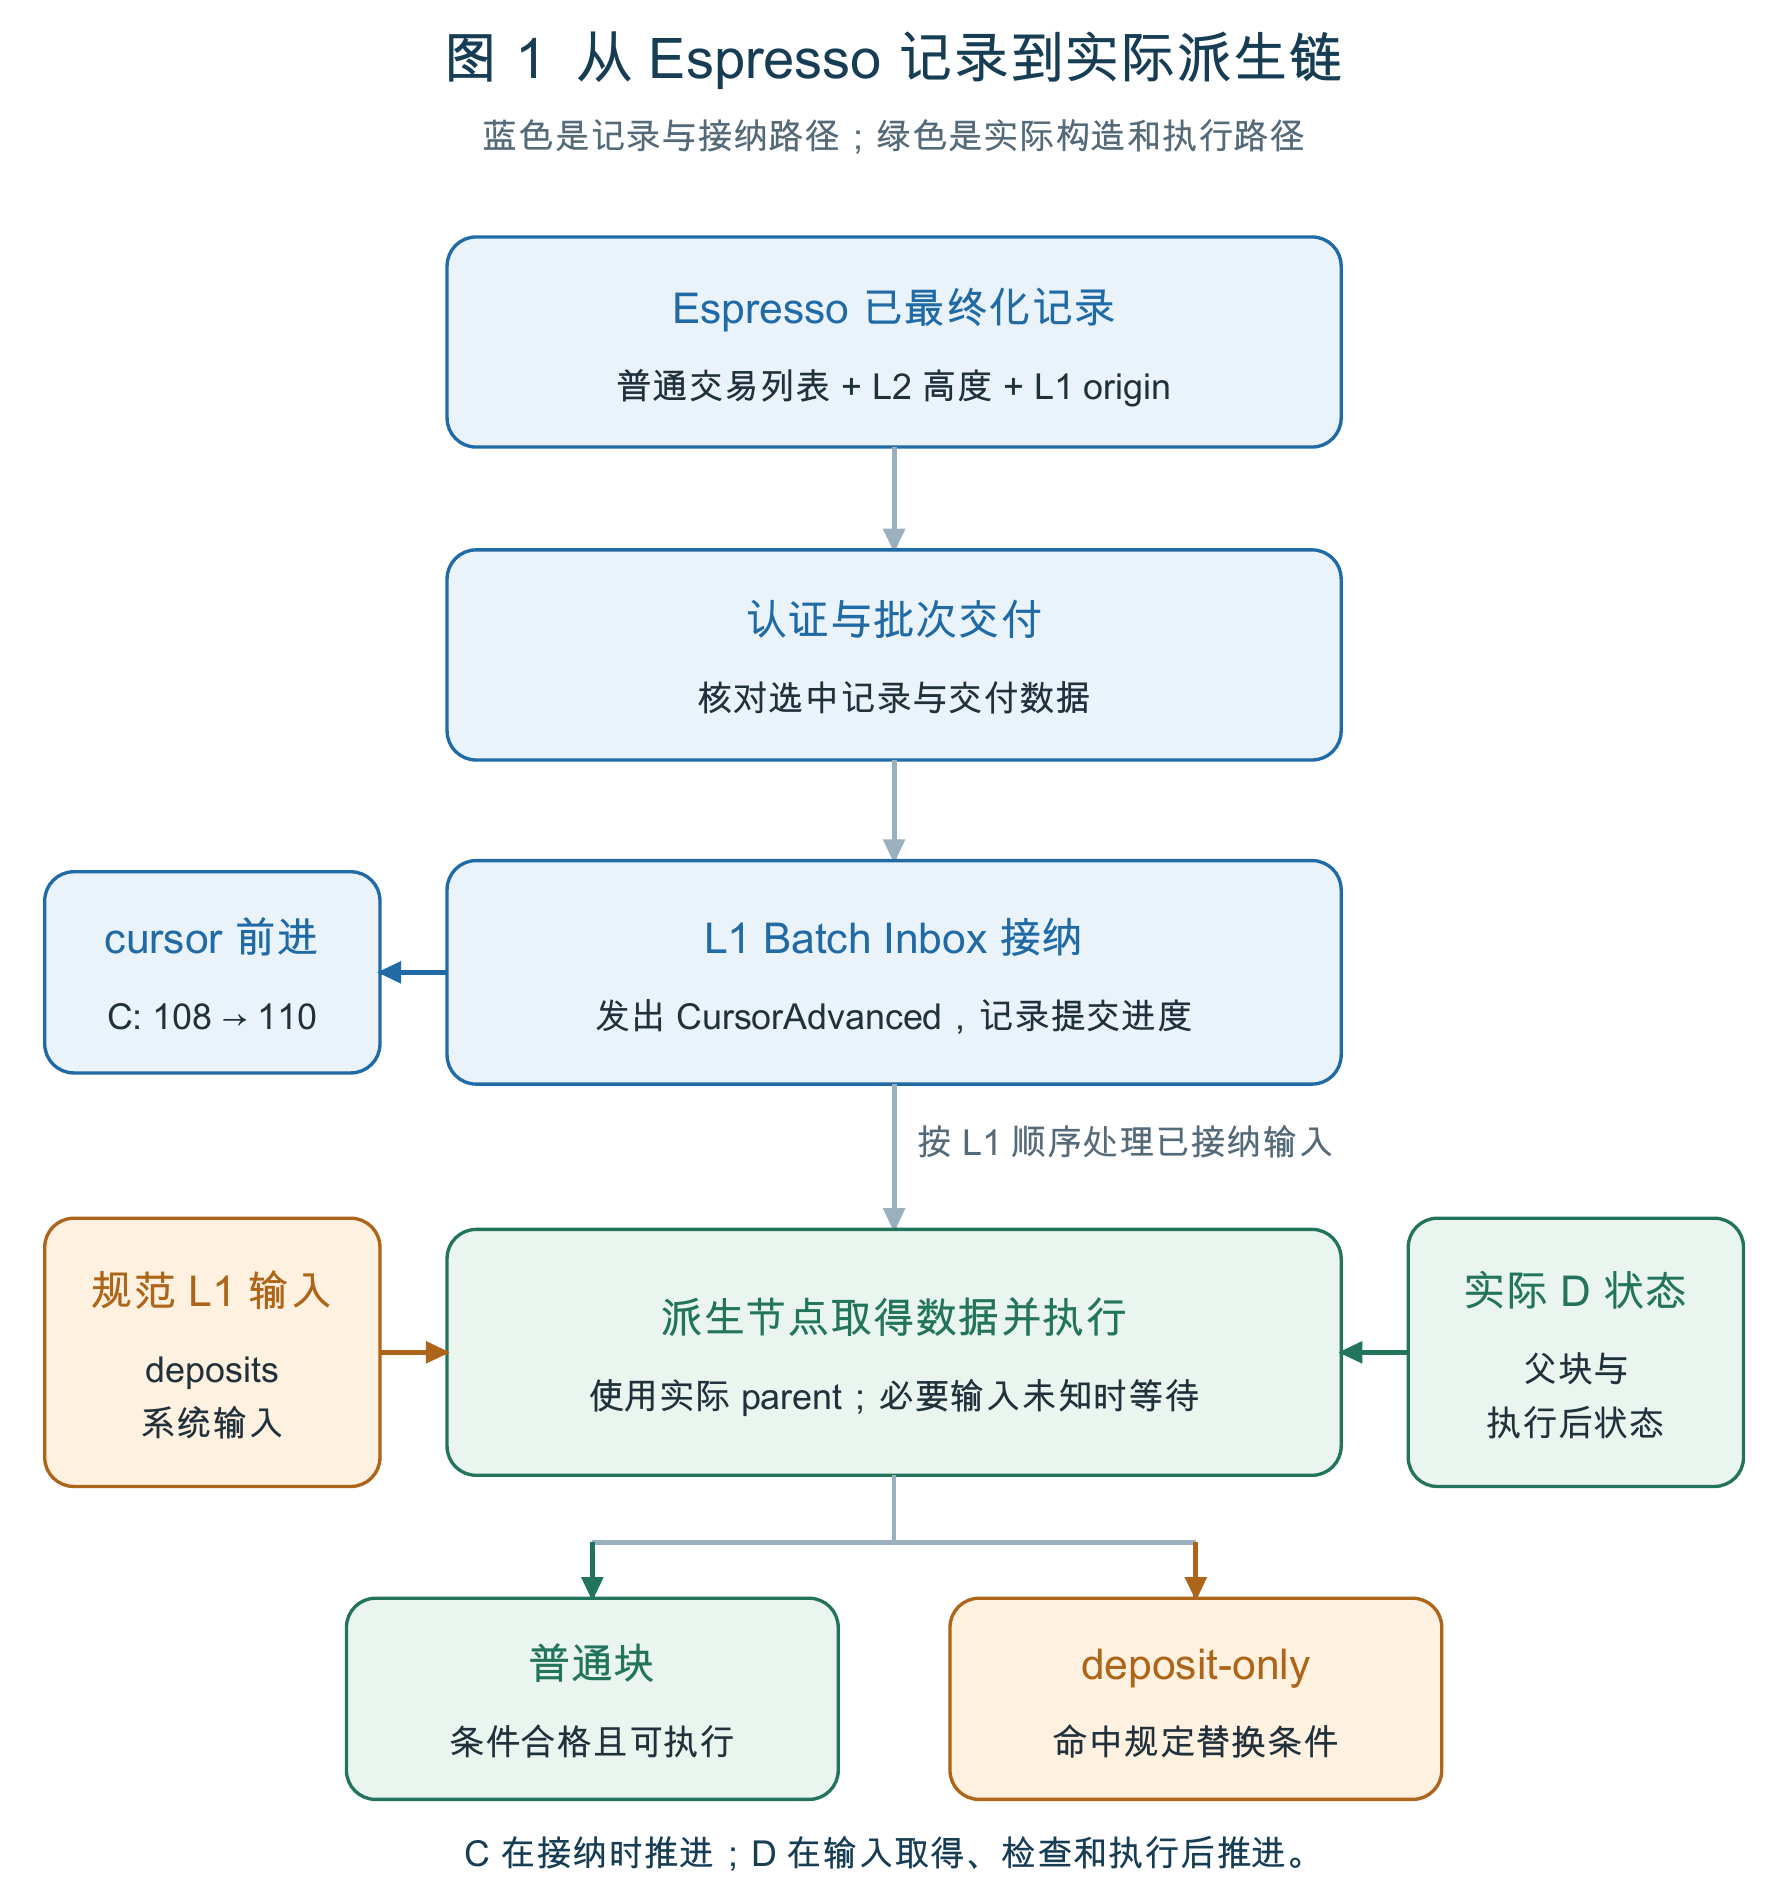 图 1 从 Espresso 记录到实际派生链
蓝色是记录与接纳路径；绿色是实际构造和执行路径
Espresso 已最终化记录
普通交易列表 + L2 高度 + L1 origin
认证与批次交付
核对选中记录与交付数据
cursor 前进
C: 108 → 110
L1 Batch Inbox 接纳
发出 CursorAdvanced，记录提交进度
按 L1 顺序处理已接纳输入
规范 L1 输入
deposits
系统输入
派生节点取得数据并执行
使用实际 parent；必要输入未知时等待
实际 D 状态
父块与
执行后状态
普通块
条件合格且可执行
deposit-only
命中规定替换条件
C 在接纳时推进；D 在输入取得、检查和执行后推进。